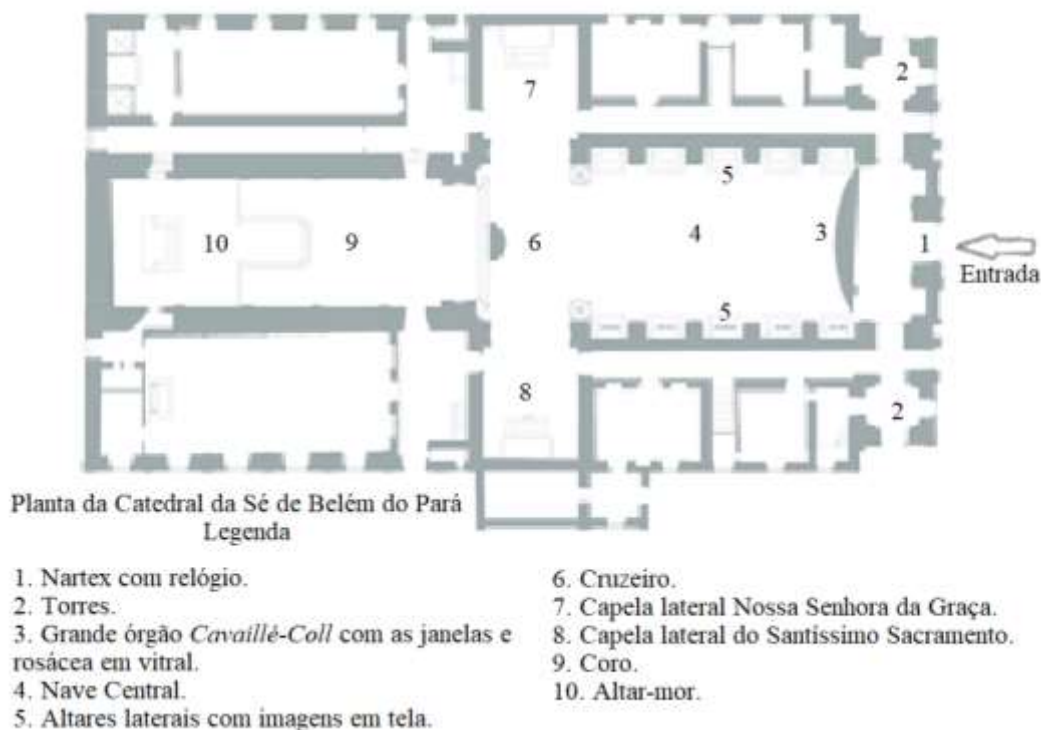 2
7
5
10
9
6
4
3
1
Entrada
5
8
2
Planta da Catedral da Sé de Belém do Pará
Legenda
1. Nartex com relógio.
2. Torres.
3. Grande órgão Cavaillé-Coll com as janelas e
rosácea em vitral.
4. Nave Central.
5. Altares laterais com imagens em tela.
6. Cruzeiro.
7. Capela lateral Nossa Senhora da Graça.
8. Capela lateral do Santíssimo Sacramento.
9. Coro.
10. Altar-mor.